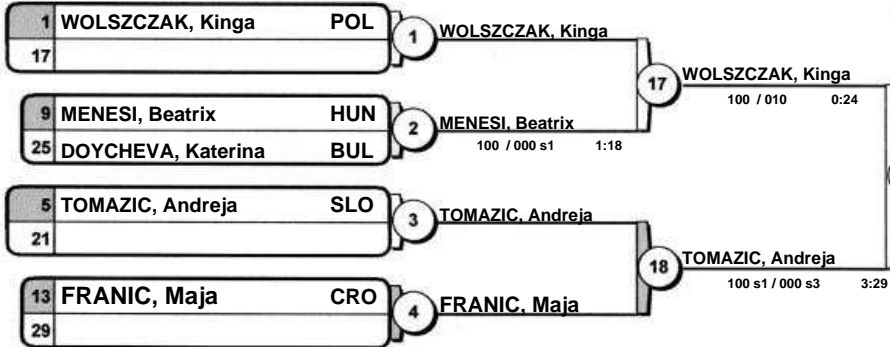 1 WOLSZCZAK, Kinga POL
17
1
WOLSZCZAK, Kinga
9 MENESI, Beatrix HUN
25 DOYCHEVA, Katerina BUL
2
MENESI, Beatrix
100 / 000 s1 1:18
17
WOLSZCZAK, Kinga
100 / 010 0:24
5 TOMAZIC, Andreja SLO
21
3
TOMAZIC, Andreja
13 FRANIC, Maja CRO
29
4
FRANIC, Maja
18
TOMAZIC, Andreja
100 s1 / 000 s3 3:29